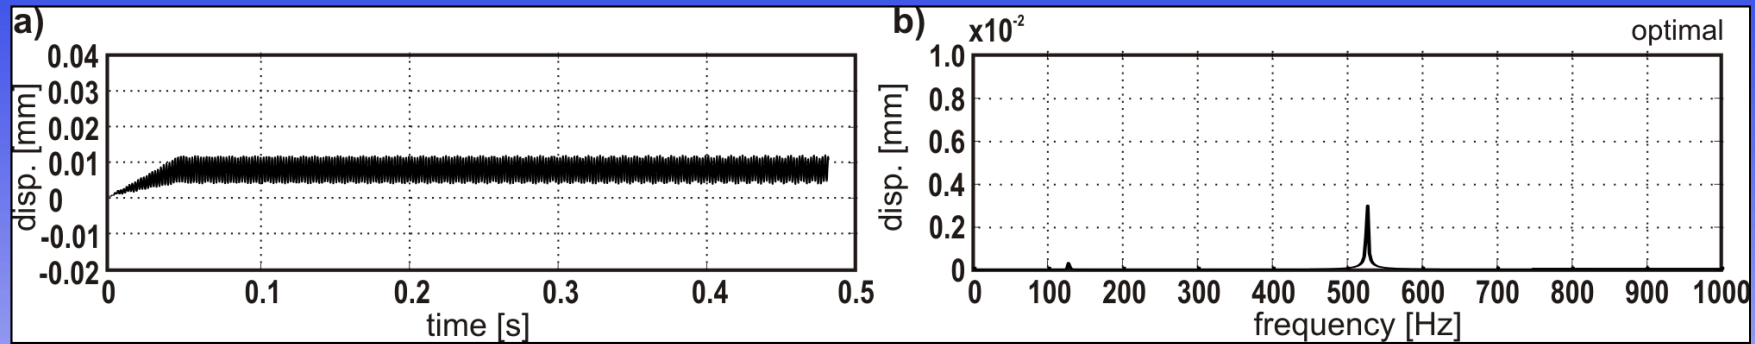 a)
disp. [mm]
0.04
0.03
0.02
0.01
0
-0.01
-0.02
0 0.1 0.2 0.3 0.4 0.5
time [s]
b)
x10-2
optimal
disp. [mm]
1.0
0.8
0.6
0.4
0.2
0
0 100 200 300 400 500 600 700 800 900 1000
frequency [Hz]